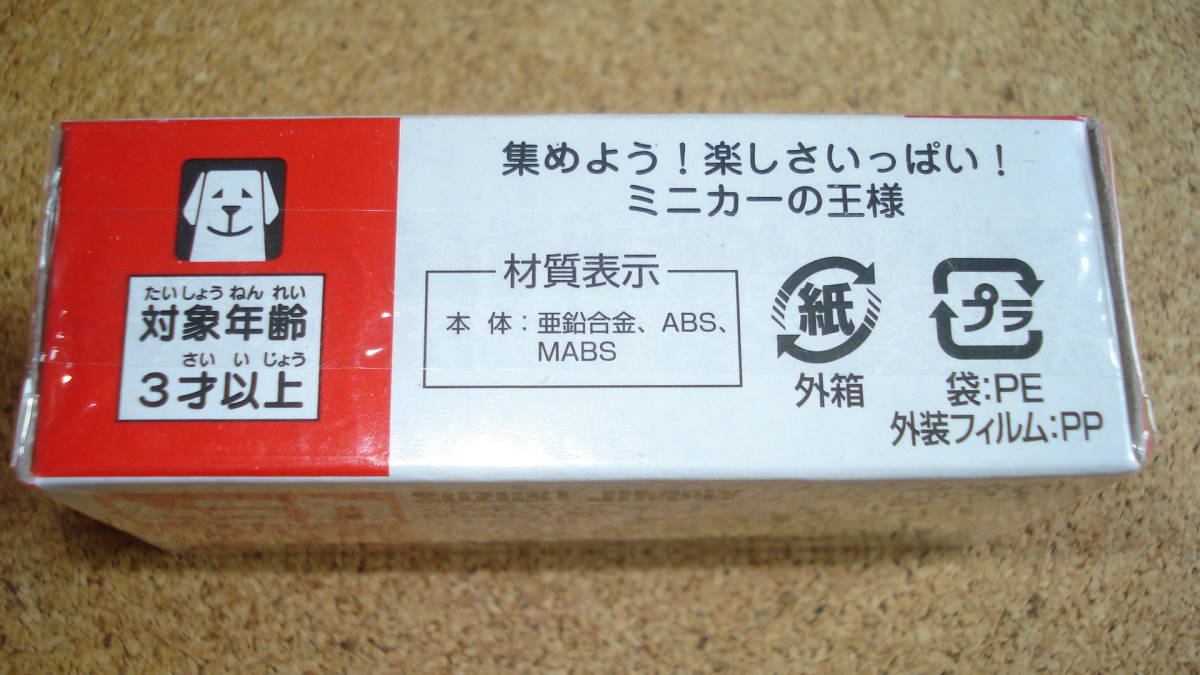 たいしょうねんれい
対象年齢
さいいじょう
3才以上
集めよう！楽しさいっぱい！
ミニカーの王様
材質表示
本体：亜鉛合金、ABS、
MABS
紙
外箱
プラ
袋：PE
外装フィルム：PP
SUZUKI JIMNY